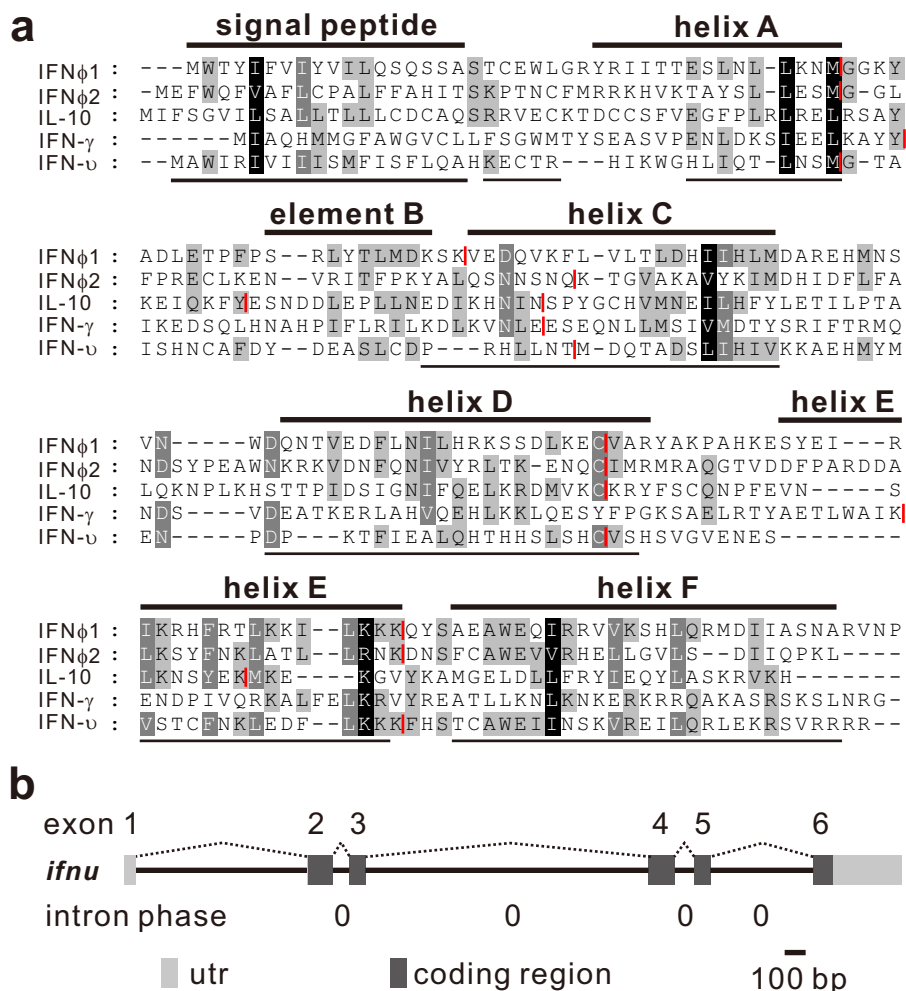 a
signal peptide helix A
IFNϕ1 : ---MWTYIFVIYVILQSQSSASTCEWLGRYRIITTESLNL-LKNMGGKY
IFNϕ2 : --MEFWQFVAFLCPALFFAHITSKPTNCFMRRKHVKTAYSL-LESMG-GL
IL-10 : MIFSGVILSALLTLLLCDCAQSRRVECKTDCCSFVEGFPLRLRELRSAY
IFN-γ : ------MIAQHMMGFAWGVCLLFSGWMTYSEASVPENLDKSIEELKAYY
IFN-υ : --MAWIRIVIIISMFISFLQAHKECTR---HIKWGHLIQT-LNSMG-TA
element B helix C
IFNϕ1 : ADLETPFPS--RLYTLMDKSKVEDQVKFL-VLTLDHIIHLMDAREHMNS
IFNϕ2 : FPRECLKEN--VRITFPKYALQSNNSNQK-TGVAKAVYKIMDHIDFLFA
IL-10 : KEIQKFYESNDDLEPLLNEDIKHNINSPYGCHVMNEILHFYLETILPTA
IFN-γ : IKEDSQLHNAHPIFLRILKDLKVNLEESEQNLLMSIVMDTYSRIFTRMQ
IFN-υ : ISHNCAFDY--DEASLCDP---RHLLNTM-DQTADSLIHIVKKAEHMYM
helix D helix E
IFNϕ1 : VN-----WDQNTVEDFLNILHRKSSDLKECVARYAKPAHKESYEI---R
IFNϕ2 : NDSYPEAWNKRKVDNFQNIVYRLTK-ENQCIMRMRAQGTVDDFPARDDA
IL-10 : LQKNPLKHSTTPIDSIGNIFQELKRDMVKCKRYFSCQNPFEVN------S
IFN-γ : NDS----VDEATKERLAHVQEHLKKLQESYFPGKSAELRTYAETLWAIK
IFN-υ : EN-----PDP---KTFIEALQHTHHSLSHCVSHSVGVENES--------
helix E helix F
IFNϕ1 : IKRHFRTLKKI--LKKKQYSAEAWEQIRRVVKSHLQRMDIIASNARVNP
IFNϕ2 : LKSYFNKLATL--LRNKDNSFCAWEVVRHELLGVLS--DIIQPKL----
IL-10 : LKNSYEKMKE----KGVYKAMGELDLLFRYIEQYLASKRVKH-------
IFN-γ : ENDPIVQRKALFELKRVYREATLLKNLKNKERKRRQAKASRSKSLNRG-
IFN-υ : VSTCFNKLEDF--LKKKFHSTCAWEIINSKVREILQRLEKRSVRRRR--
b
exon 1 2 3 4 5 6
ifnu
intron phase 0 0 0 0
utr coding region 100 bp